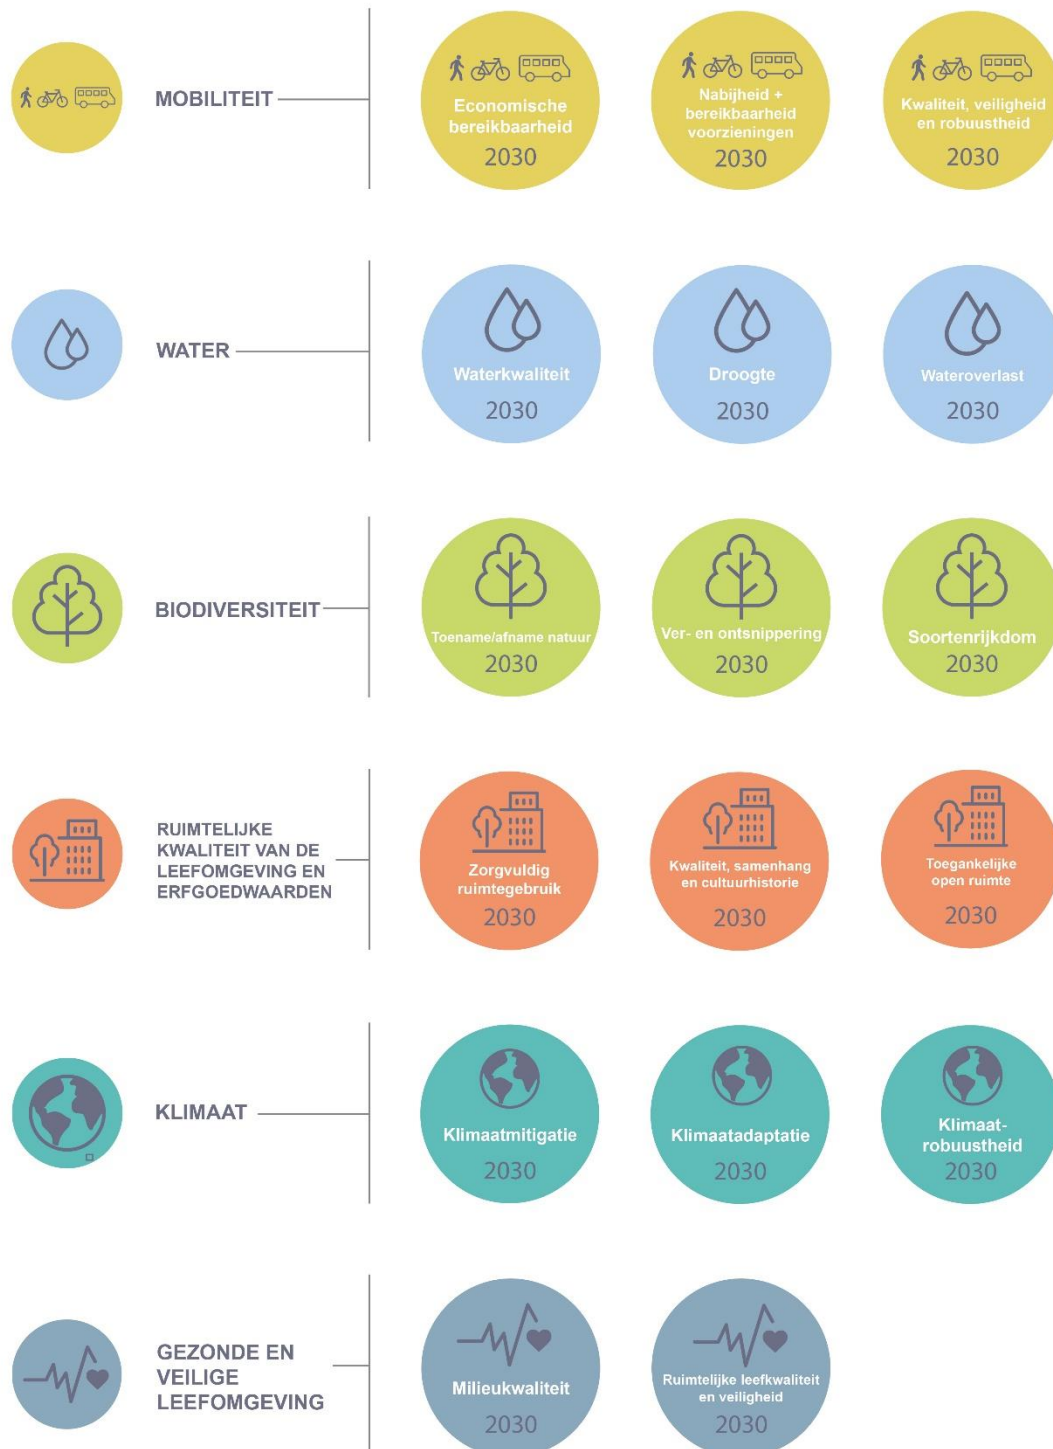 MOBILITEIT
Economische
bereikbaarheid
2030
Nabijheid +
bereikbaarheid
voorzieningen
2030
Kwaliteit, veiligheid
en robuustheid
2030
WATER
Waterkwaliteit
2030
Droogte
2030
Wateroverlast
2030
BIODIVERSITEIT
Toename/afname natuur
2030
Ver- en ontsnippering
2030
Soortenrijkdom
2030
RUIMTELIJKE
KWALITEIT VAN DE
LEEFOMGEVING EN
ERFGOEDWAARDEN
Zorgvuldig
ruimtegebruik
2030
Kwaliteit, samenhang
en cultuurhistorie
2030
Toegankelijke
open ruimte
2030
KLIMAAT
Klimaatmitigatie
2030
Klimaatadaptatie
2030
Klimaat-
robuustheid
2030
GEZONDE EN
VEILIGE
LEEFOMGEVING
Milieukwaliteit
2030
Ruimtelijke leefkwaliteit
en veiligheid
2030